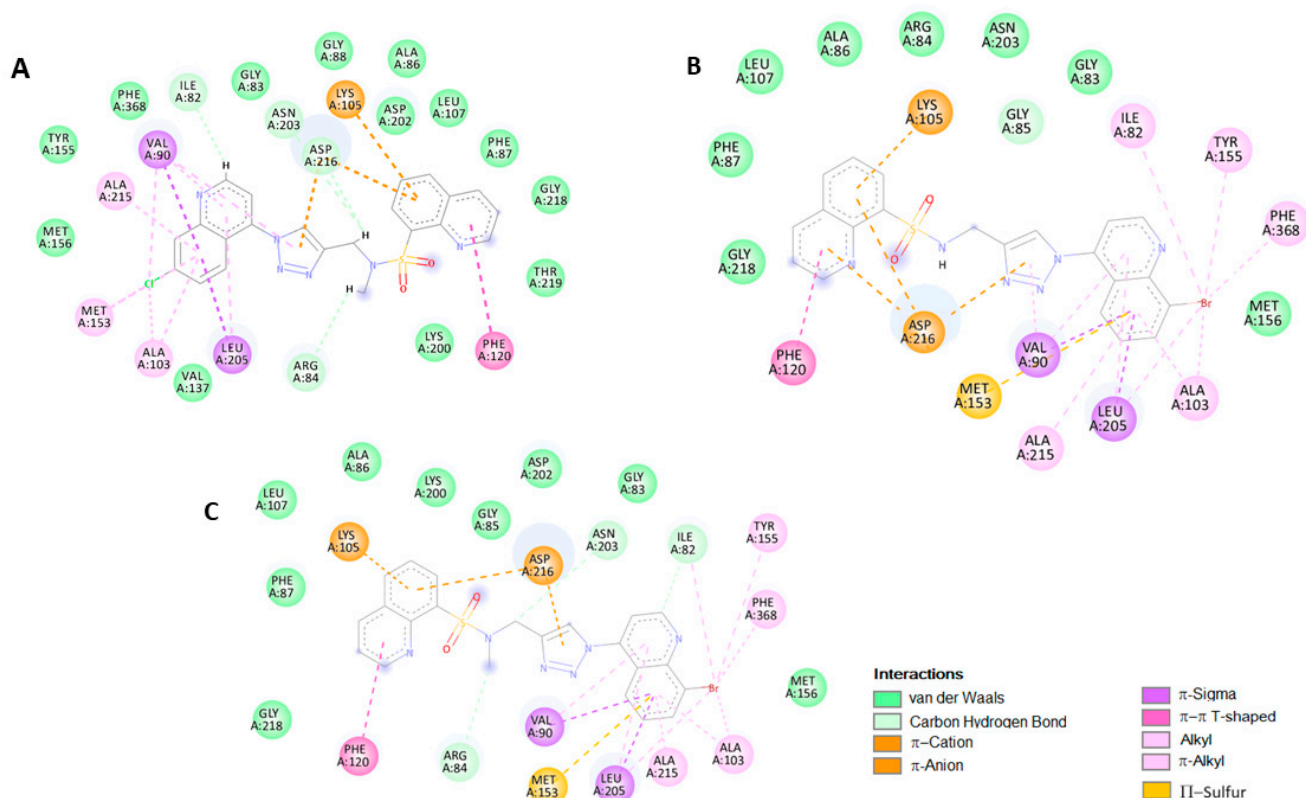 A
PHE
A:368
ILE
A:82
GLY
A:83
GLY
A:88
ALA
A:86
LYS
A:105
ASP
A:202
LEU
A:107
ASN
A:203
TYR
A:155
VAL
A:90
ASP
A:216
PHE
A:87
ALA
A:215
GLY
A:218
MET
A:156
THR
A:219
MET
A:153
ALA
A:103
VAL
A:137
LEU
A:205
ARG
A:84
LYS
A:200
PHE
A:120
H
N
N
N
N
H
N
S
O
O
N
H
Cl
B
LEU
A:107
ALA
A:86
ARG
A:84
ASN
A:203
GLY
A:83
LYS
A:105
GLY
A:85
ILE
A:82
TYR
A:155
PHE
A:87
PHE
A:368
GLY
A:218
MET
A:156
ASP
A:216
PHE
A:120
VAL
A:90
MET
A:153
ALA
A:103
LEU
A:205
ALA
A:215
O
S
O
N
H
N
N
N
N
N
Br
C
LEU
A:107
ALA
A:86
LYS
A:200
ASP
A:202
GLY
A:83
GLY
A:85
LYS
A:105
ASN
A:203
ILE
A:82
TYR
A:155
ASP
A:216
PHE
A:87
PHE
A:368
MET
A:156
GLY
A:218
PHE
A:120
ARG
A:84
VAL
A:90
MET
A:153
LEU
A:205
ALA
A:215
ALA
A:103
O
S
O
N
N
N
N
N
N
Br
Interactions
van der Waals
Carbon Hydrogen Bond
π–Cation
π-Anion
π-Sigma
π–π T-shaped
Alkyl
π-Alkyl
Π–Sulfur